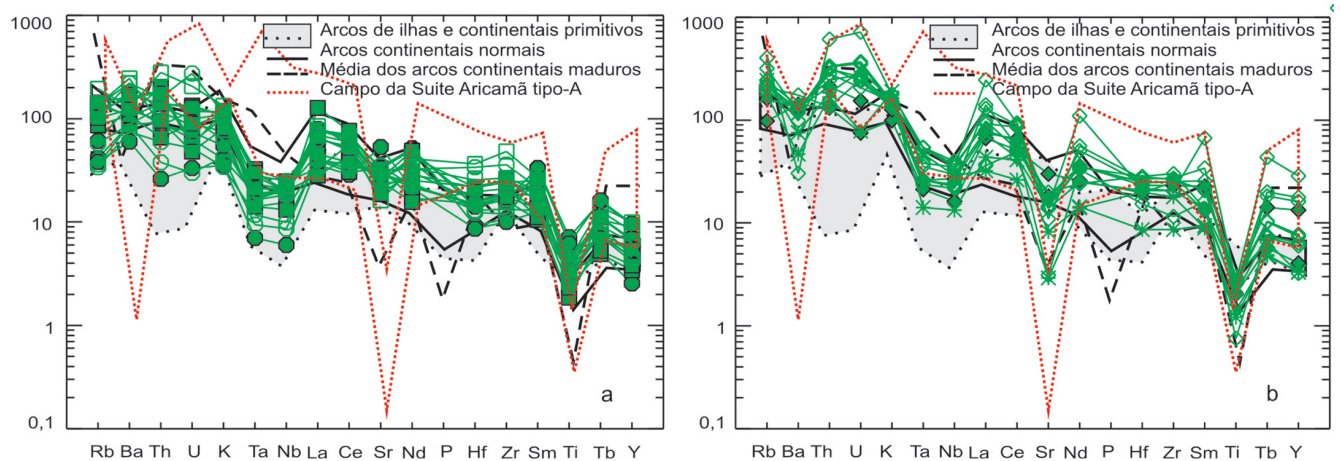 1000
100
10
1
0,1
Arcos de ilhas e continentais primitivos
Arcos continentais normais
Média dos arcos continentais maduros
Campo da Suite Aricamã tipo-A
a
Rb Ba Th U K Ta Nb La Ce Sr Nd P Hf Zr Sm Ti Tb Y
1000
100
10
1
0,1
Arcos de ilhas e continentais primitivos
Arcos continentais normais
Média dos arcos continentais maduros
Campo da Suite Aricamã tipo-A
b
Rb Ba Th U K Ta Nb La Ce Sr Nd P Hf Zr Sm Ti Tb Y